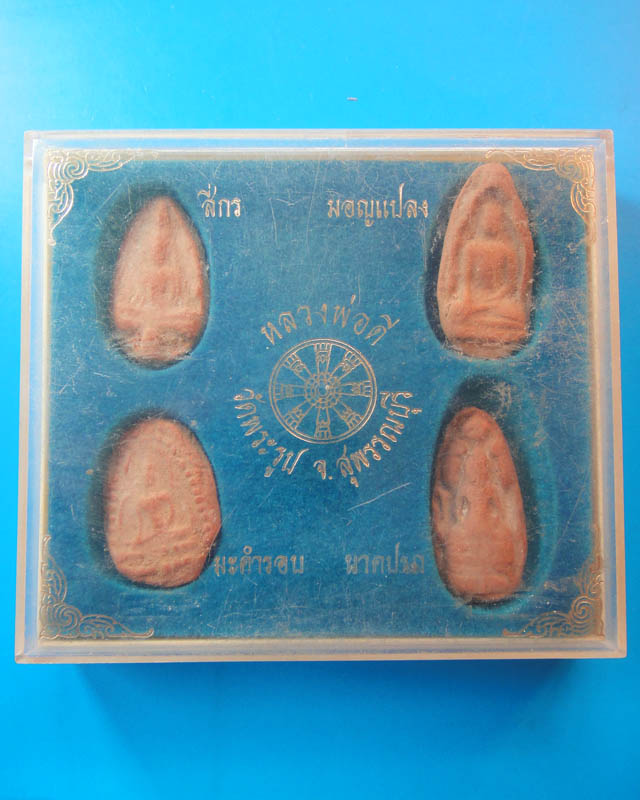 สี่กร
มอญแปลง
หลวงพ่อดี
วัดพระรูป จ.สุพรรณบุรี
มะคำรอบ
นาคปรก